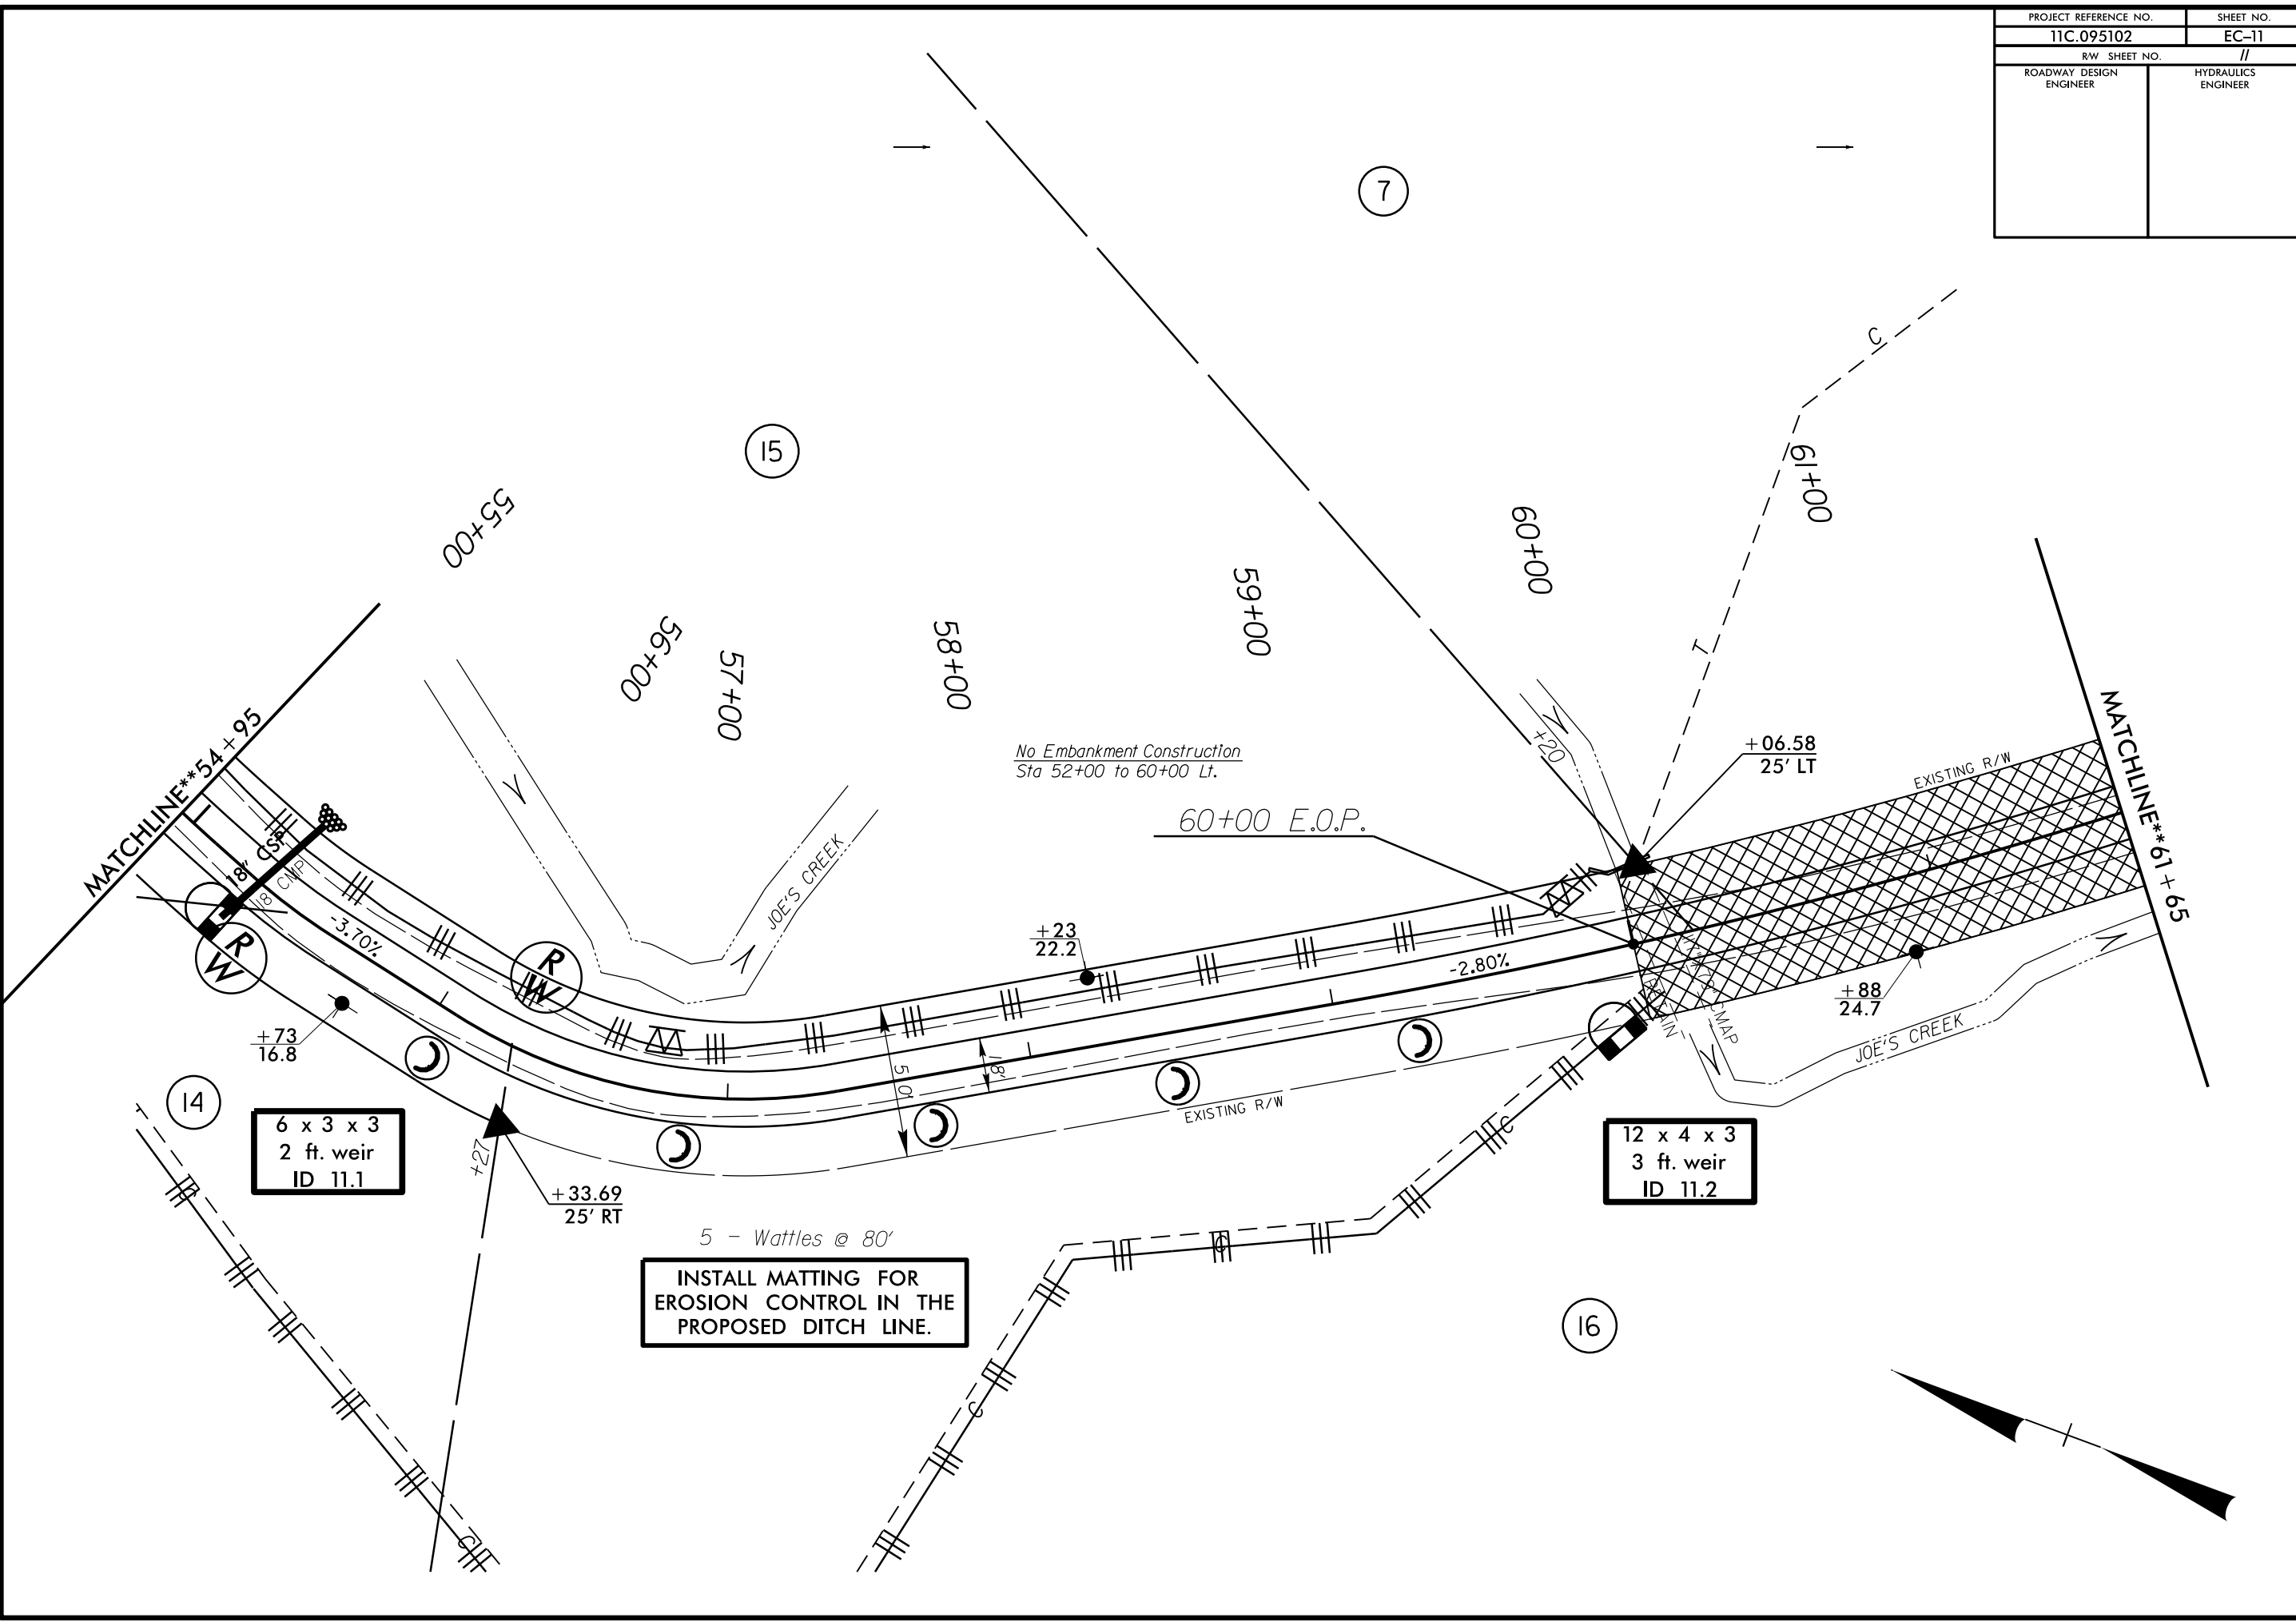 PROJECT REFERENCE NO.
SHEET NO.
11C.095102
EC-11
R/W SHEET NO.
11
ROADWAY DESIGN
ENGINEER
HYDRAULICS
ENGINEER
7
C
15
61+00
55+00
60+00
59+00
56+00
57+00
58+00
T
MATCHLINE**54+95
MATCHLINE**61+65
No Embankment Construction
Sta 52+00 to 60+00 Lt.
+20
+06.58
25' LT
EXISTING R/W
60+00 E.O.P.
18" CSP
18" CMP
JOE'S CREEK
-3.70%
R
W
R
W
+23
22.2
-2.80%
+73
16.8
+88
24.7
JOE'S CREEK
50'
18'
EXISTING R/W
14
6 x 3 x 3
2 ft. weir
ID 11.1
+27
+33.69
25' RT
C
12 x 4 x 3
3 ft. weir
ID 11.2
5 - Wattles @ 80'
INSTALL MATTING FOR
EROSION CONTROL IN THE
PROPOSED DITCH LINE.
C
C
16
C
C